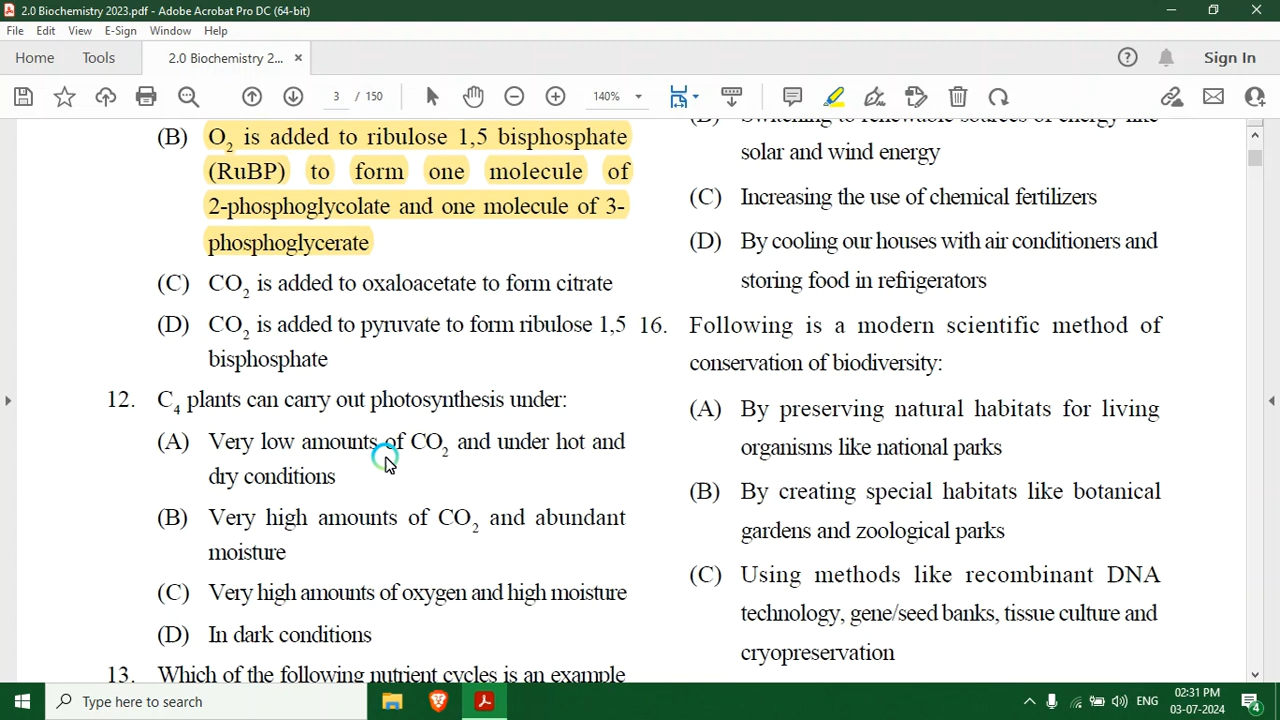 2.0 Biochemistry 2023.pdf - Adobe Acrobat Pro DC (64-bit)
File Edit View E-Sign Window Help
Home Tools 2.0 Biochemistry 2... × Sign In
3 / 150 140%
(B) O₂ is added to ribulose 1,5 bisphosphate
(RuBP) to form one molecule of
2-phosphoglycolate and one molecule of 3-
phosphoglycerate
(C) CO₂ is added to oxaloacetate to form citrate
(D) CO₂ is added to pyruvate to form ribulose 1,5
bisphosphate
12. C₄ plants can carry out photosynthesis under:
(A) Very low amounts of CO₂ and under hot and
dry conditions
(B) Very high amounts of CO₂ and abundant
moisture
(C) Very high amounts of oxygen and high moisture
(D) In dark conditions
13. Which of the following nutrient cycles is an example
(B) Switching to renewable sources of energy like
solar and wind energy
(C) Increasing the use of chemical fertilizers
(D) By cooling our houses with air conditioners and
storing food in refrigerators
16. Following is a modern scientific method of
conservation of biodiversity:
(A) By preserving natural habitats for living
organisms like national parks
(B) By creating special habitats like botanical
gardens and zoological parks
(C) Using methods like recombinant DNA
technology, gene/seed banks, tissue culture and
cryopreservation
Type here to search
ENG
02:31 PM
03-07-2024
4